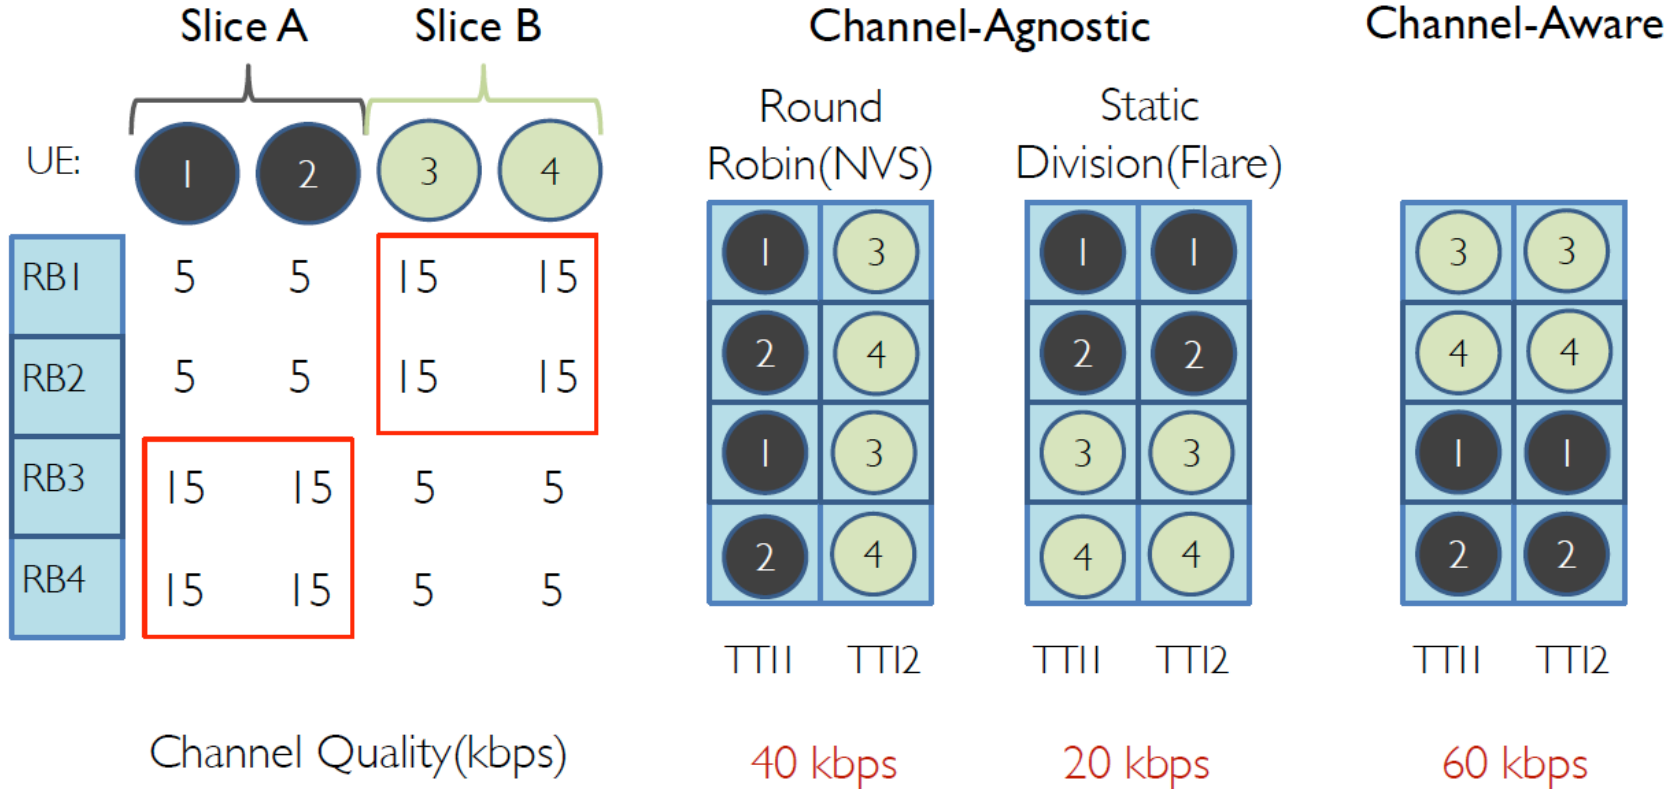 Slice A Slice B Channel-Agnostic Channel-Aware
Round Static
Robin(NVS) Division(Flare)
UE: 1 2 3 4
RB1 5 5 15 15
RB2 5 5 15 15
RB3 15 15 5 5
RB4 15 15 5 5
1 3 1 1 3 3
2 4 2 2 4 4
1 3 3 3 1 1
2 4 4 4 2 2
TTI1 TTI2 TTI1 TTI2 TTI1 TTI2
Channel Quality(kbps) 40 kbps 20 kbps 60 kbps